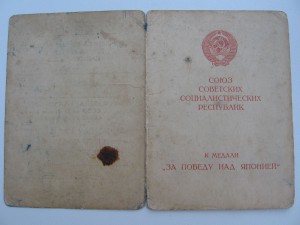 СОЮЗ
СОВЕТСКИХ
СОЦИАЛИСТИЧЕСКИХ
РЕСПУБЛИК
К МЕДАЛИ
„ЗА ПОБЕДУ НАД ЯПОНИЕЙ“